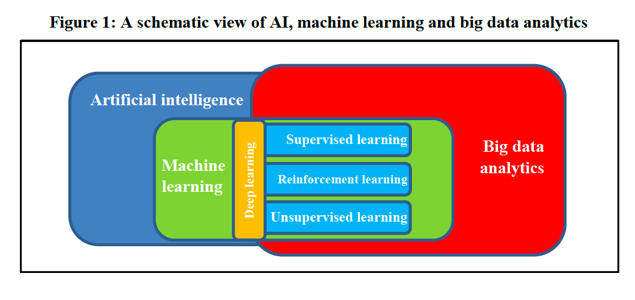 Figure 1: A schematic view of AI, machine learning and big data analytics
Artificial intelligence
Machine
learning
Deep learning
Supervised learning
Reinforcement learning
Unsupervised learning
Big data
analytics